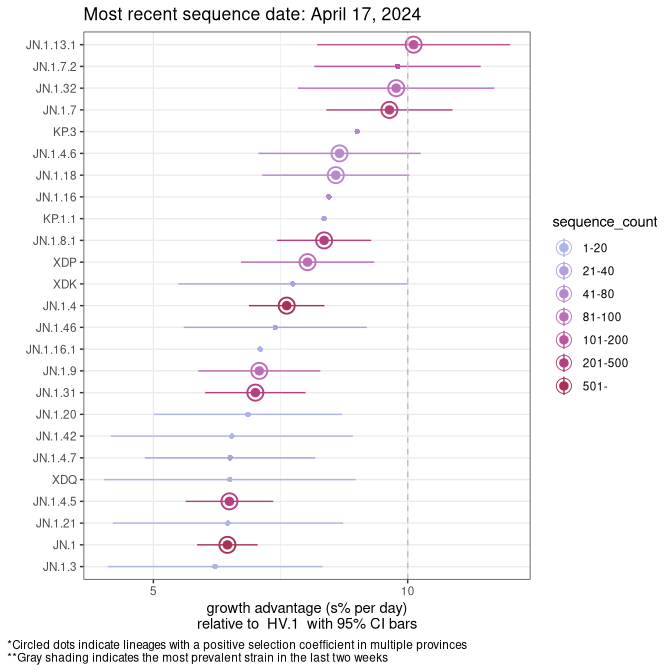 Most recent sequence date: April 17, 2024
JN.1.13.1
JN.1.7.2
JN.1.32
JN.1.7
KP.3
JN.1.4.6
JN.1.18
JN.1.16
KP.1.1
JN.1.8.1
XDP
XDK
JN.1.4
JN.1.46
JN.1.16.1
JN.1.9
JN.1.31
JN.1.20
JN.1.42
JN.1.4.7
XDQ
JN.1.4.5
JN.1.21
JN.1
JN.1.3
5
10
growth advantage (s% per day)
relative to HV.1 with 95% CI bars
sequence_count
1-20
21-40
41-80
81-100
101-200
201-500
501-
*Circled dots indicate lineages with a positive selection coefficient in multiple provinces
**Gray shading indicates the most prevalent strain in the last two weeks